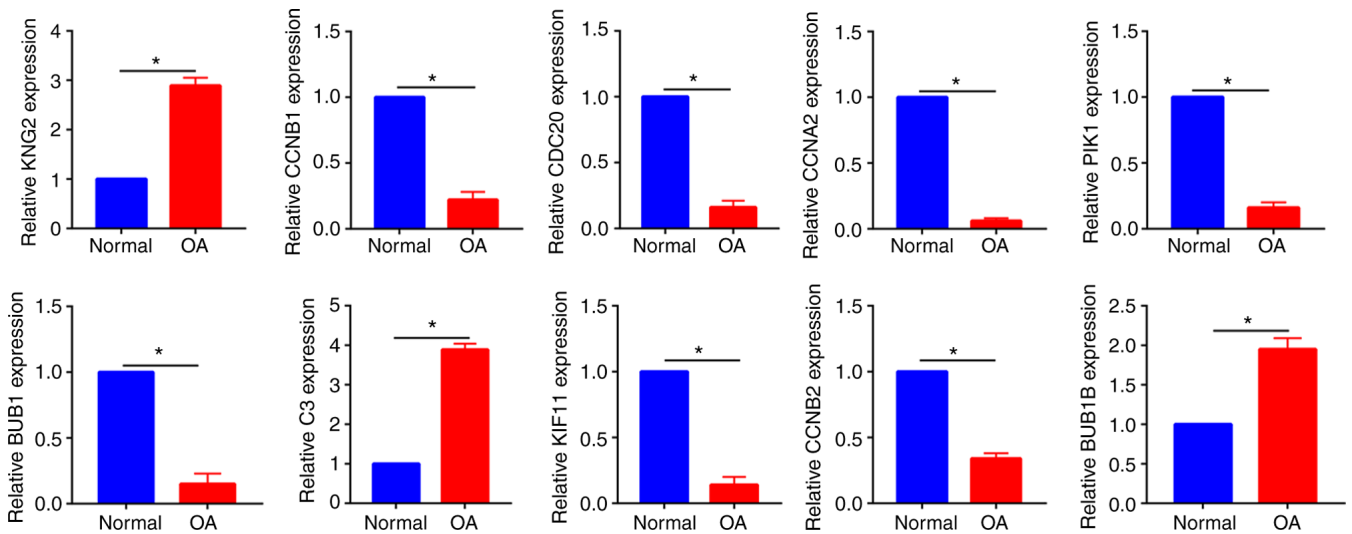 Relative KNG2 expression
4
3
2
1
0
*
Normal OA
Relative CCNB1 expression
1.5
1.0
0.5
0.0
*
Normal OA
Relative CDC20 expression
1.5
1.0
0.5
0.0
*
Normal OA
Relative CCNA2 expression
1.5
1.0
0.5
0.0
*
Normal OA
Relative PIK1 expression
1.5
1.0
0.5
0.0
*
Normal OA
Relative BUB1 expression
1.5
1.0
0.5
0.0
*
Normal OA
Relative C3 expression
5
4
3
2
1
0
*
Normal OA
Relative KIF11 expression
1.5
1.0
0.5
0.0
*
Normal OA
Relative CCNB2 expression
1.5
1.0
0.5
0.0
*
Normal OA
Relative BUB1B expression
2.5
2.0
1.5
1.0
0.5
0.0
*
Normal OA